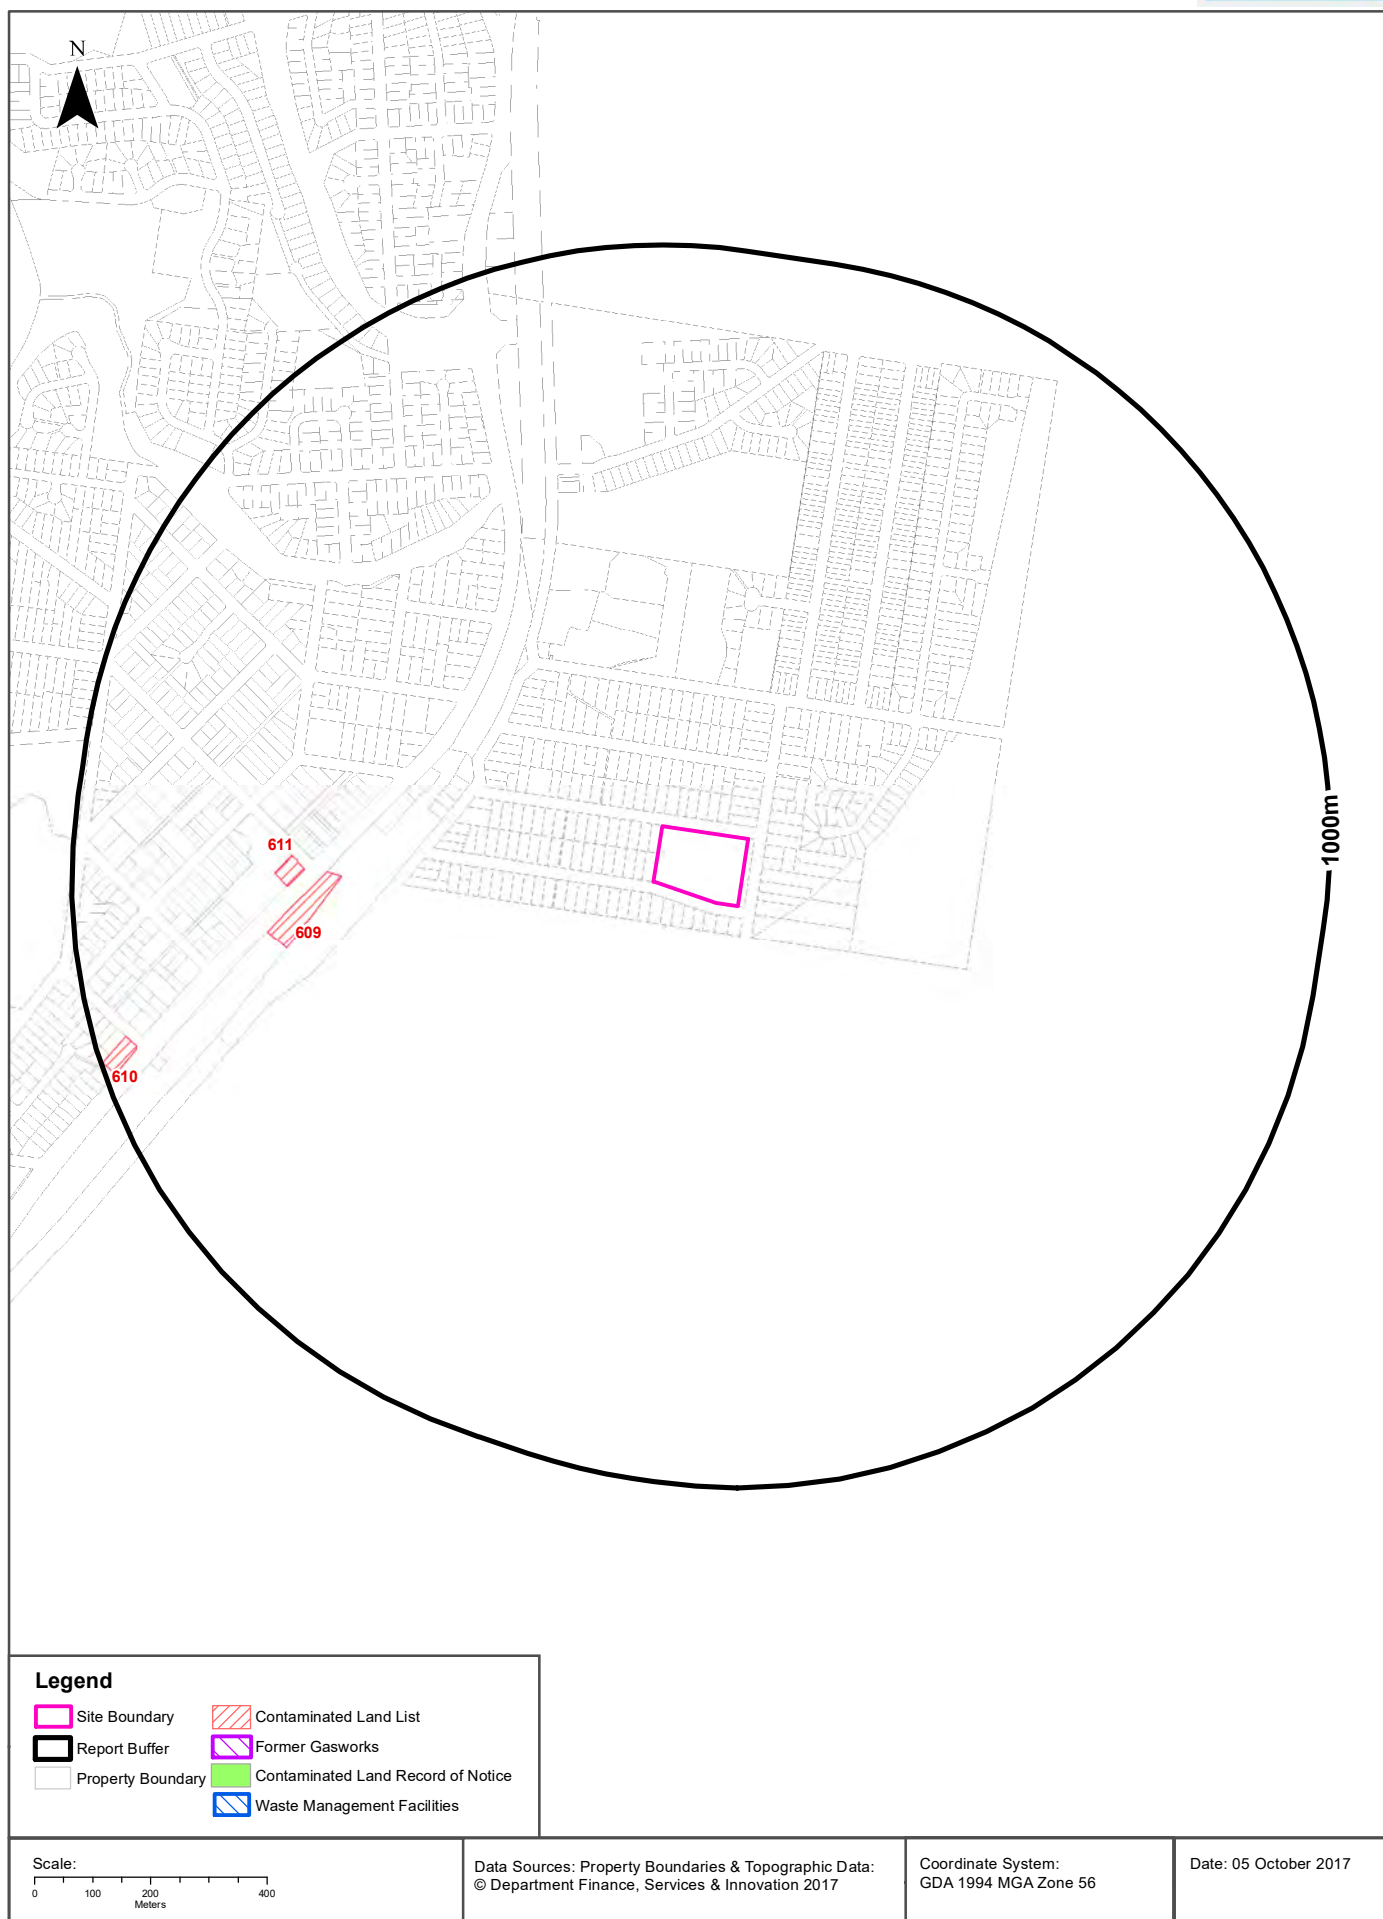 N
1000m
611
609
610
Legend
Site Boundary
Report Buffer
Property Boundary
Contaminated Land List
Former Gasworks
Contaminated Land Record of Notice
Waste Management Facilities
Scale:
0 100 200 400
Meters
Data Sources: Property Boundaries & Topographic Data:
© Department Finance, Services & Innovation 2017
Coordinate System:
GDA 1994 MGA Zone 56
Date: 05 October 2017